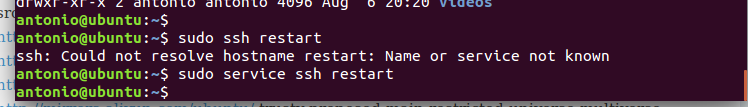 drwxr-xr-x 2 antonio antonio 4096 Aug 6 20:20 Videos
antonio@ubuntu:~$
antonio@ubuntu:~$ sudo ssh restart
ssh: Could not resolve hostname restart: Name or service not known
antonio@ubuntu:~$ sudo service ssh restart
antonio@ubuntu:~$